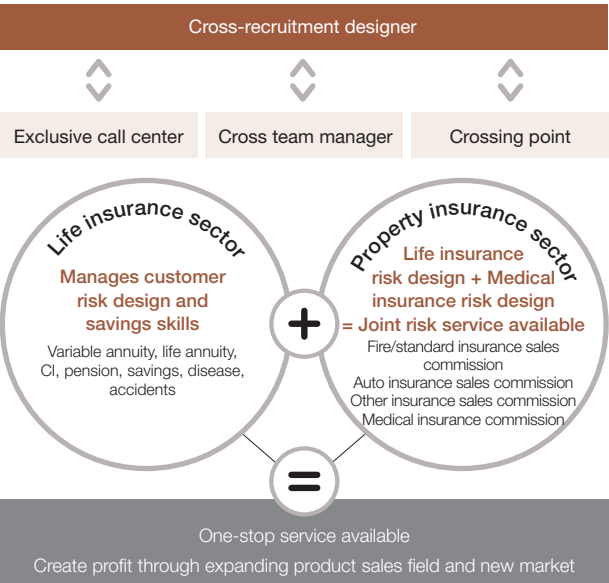 Cross-recruitment designer
Exclusive call center
Cross team manager
Crossing point
Life insurance sector
Manages customer
risk design and
savings skills
Variable annuity, life annuity,
CI, pension, savings, disease,
accidents
+
Property insurance sector
Life insurance
risk design + Medical
insurance risk design
= Joint risk service available
Fire/standard insurance sales
commission
Auto insurance sales commission
Other insurance sales commission
Medical insurance commission
=
One-stop service available
Create profit through expanding product sales field and new market